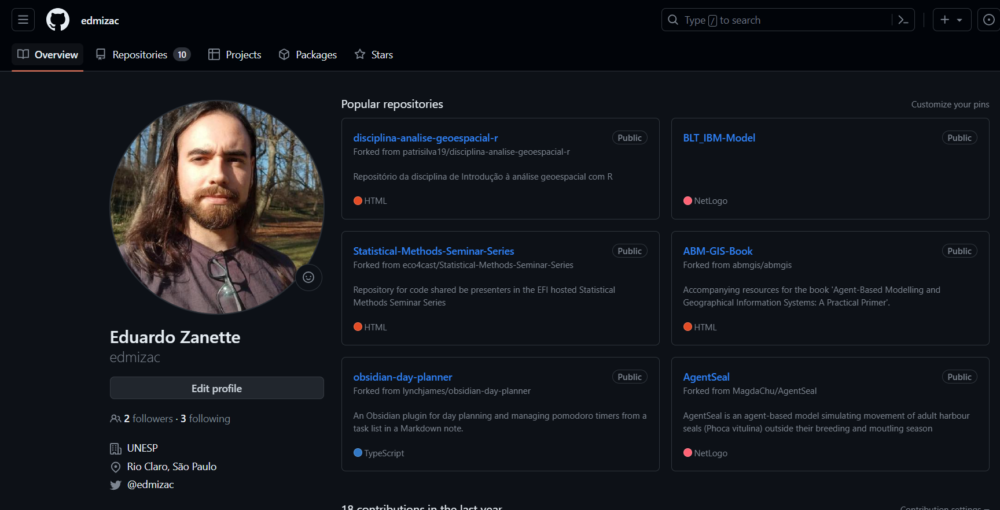 edmizac
Type / to search
Overview
Repositories 10
Projects
Packages
Stars
Popular repositories
Customize your pins
disciplina-analise-geoespacial-r
Public
Forked from patrisilva19/disciplina-analise-geoespacial-r
Repositório da disciplina de Introdução à análise geoespacial com R
HTML
BLT_IBM-Model
Public
NetLogo
Statistical-Methods-Seminar-Series
Public
Forked from eco4cast/Statistical-Methods-Seminar-Series
Repository for code shared be presenters in the EFI hosted Statistical
Methods Seminar Series
HTML
ABM-GIS-Book
Public
Forked from abmgis/abmgis
Accompanying resources for the book 'Agent-Based Modelling and
Geographical Information Systems: A Practical Primer'.
HTML
obsidian-day-planner
Public
Forked from lynchjames/obsidian-day-planner
An Obsidian plugin for day planning and managing pomodoro timers from a
task list in a Markdown note.
TypeScript
AgentSeal
Public
Forked from MagdaChu/AgentSeal
AgentSeal is an agent-based model simulating movement of adult harbour
seals (Phoca vitulina) outside their breeding and moutling season
NetLogo
Eduardo Zanette
edmizac
Edit profile
2 followers · 3 following
UNESP
Rio Claro, São Paulo
@edmizac
18 contributions in the last year
Contribution settings